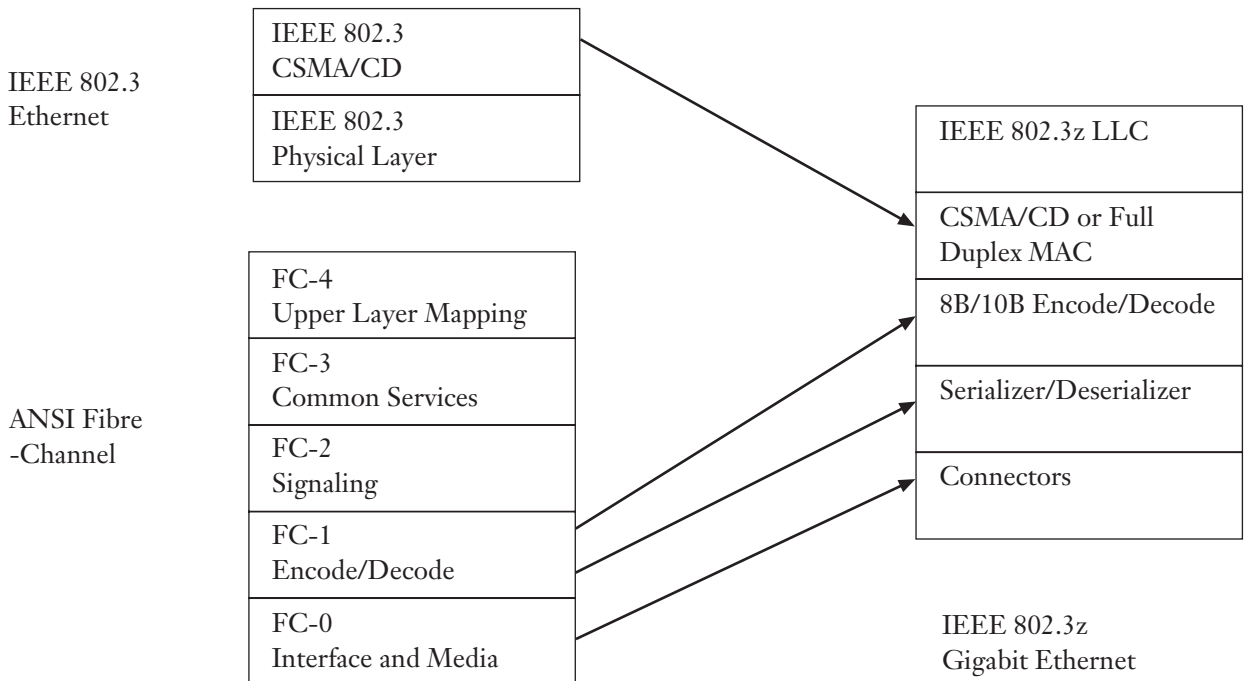 IEEE 802.3
Ethernet
IEEE 802.3
CSMA/CD
IEEE 802.3
Physical Layer
ANSI Fibre
-Channel
FC-4
Upper Layer Mapping
FC-3
Common Services
FC-2
Signaling
FC-1
Encode/Decode
FC-0
Interface and Media
IEEE 802.3z LLC
CSMA/CD or Full
Duplex MAC
8B/10B Encode/Decode
Serializer/Deserializer
Connectors
IEEE 802.3z
Gigabit Ethernet